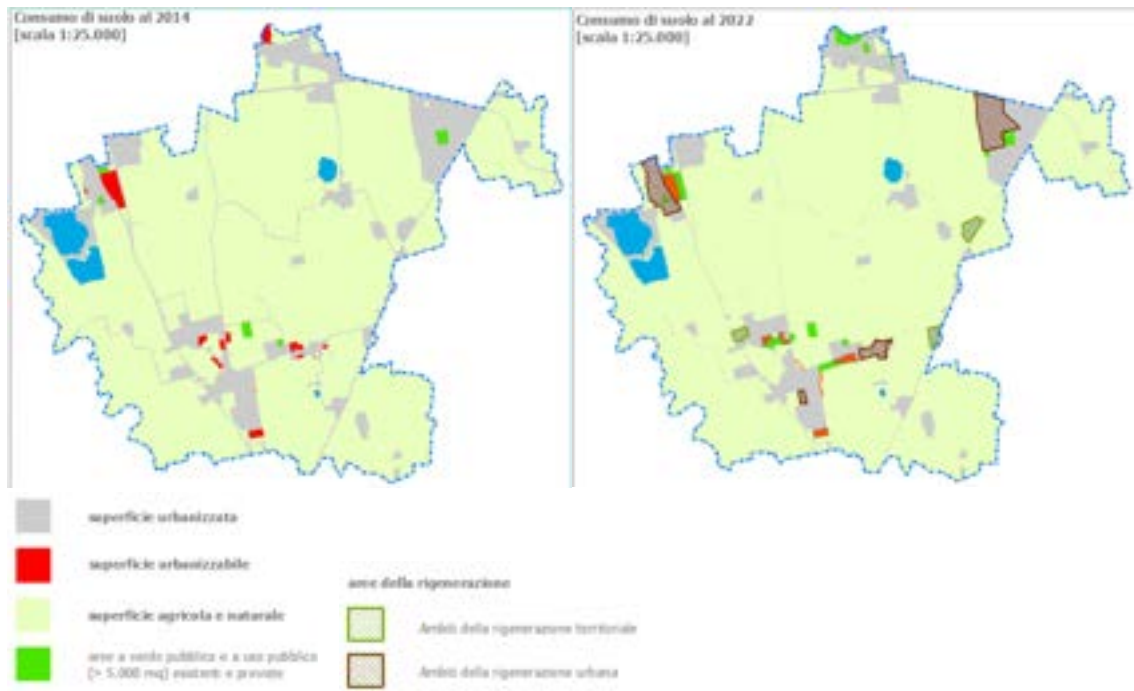 Consumo di suolo al 2014
[scala 1:25.000]
Consumo di suolo al 2022
[scala 1:25.000]
superficie urbanizzata
superficie urbanizzabile
superficie agricola e naturale
aree a verde pubblico e a uso pubblico
(> 5.000 mq) esistenti e previste
aree della rigenerazione
Ambiti della rigenerazione territoriale
Ambiti della rigenerazione urbana